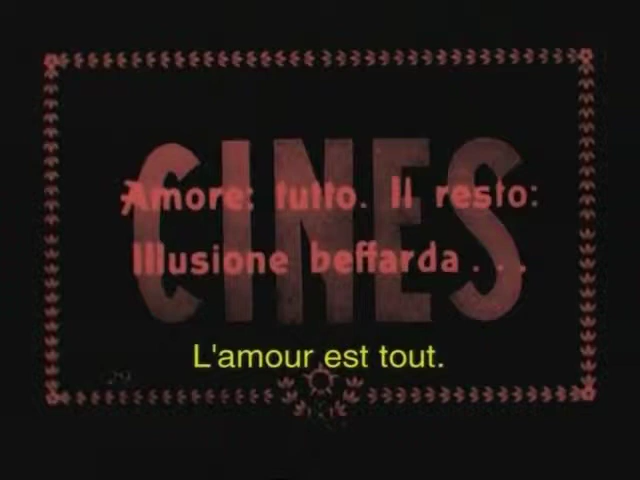 CINES
Amore: tutto. Il resto:
Illusione beffarda...
L'amour est tout.